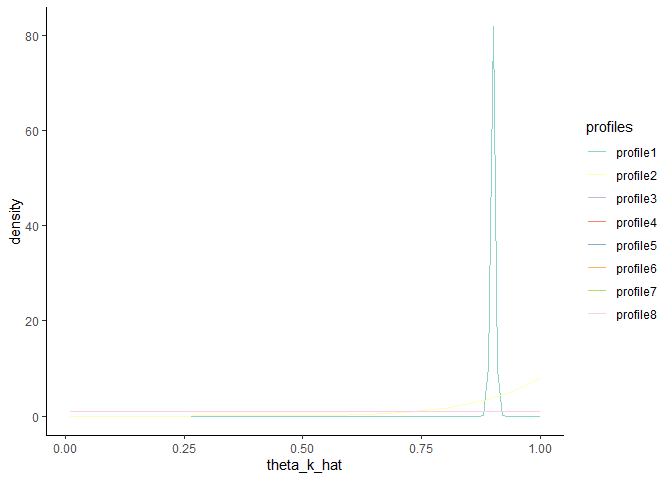 80
60
40
20
0
density
0.00
0.25
0.50
0.75
1.00
theta_k_hat
profiles
profile1
profile2
profile3
profile4
profile5
profile6
profile7
profile8